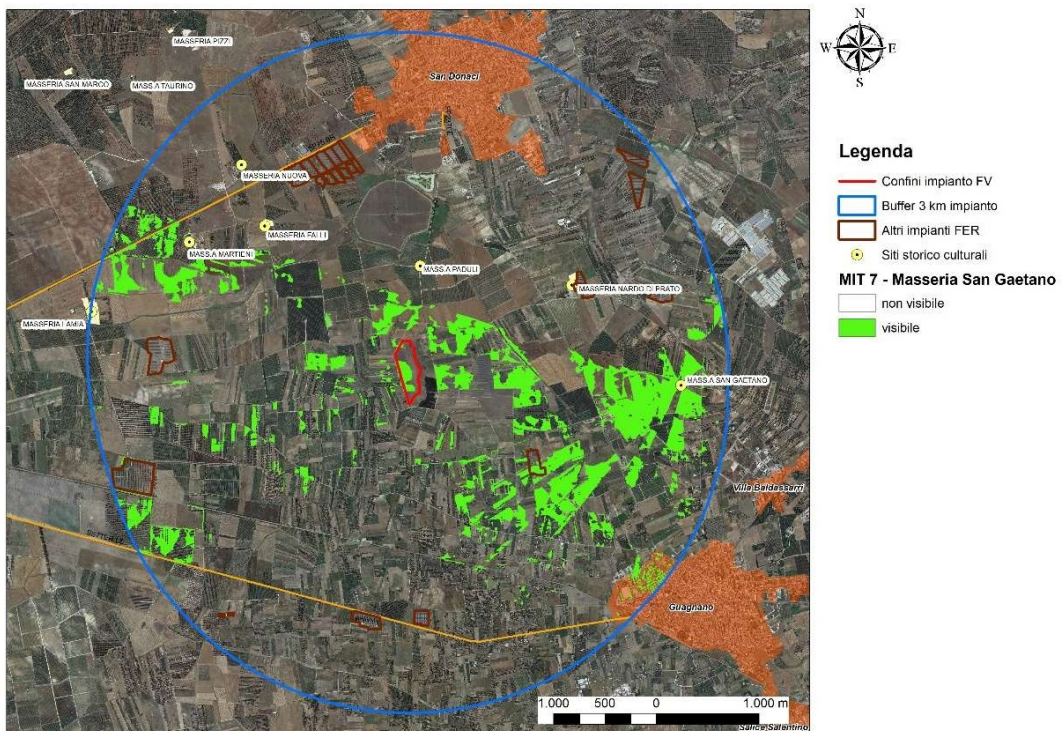 MASSERIA PIZZI
MASSERIA SAN MARCO
MASS.A TAURINO
San Donaci
MASSERIA NUOVA
MASSERIA FALLI
MASS.A MARTIENI
MASS.A PADULI
MASSERIA NARDO DI PRATO
MASSERIA LAMIA
MASS.A SAN GAETANO
Villa Baldassarri
Guagnano
Salice Salentino
1.000 500 0 1.000 m
N
W E
S
Legenda
Confini impianto FV
Buffer 3 km impianto
Altri impianti FER
Siti storico culturali
MIT 7 - Masseria San Gaetano
non visibile
visibile